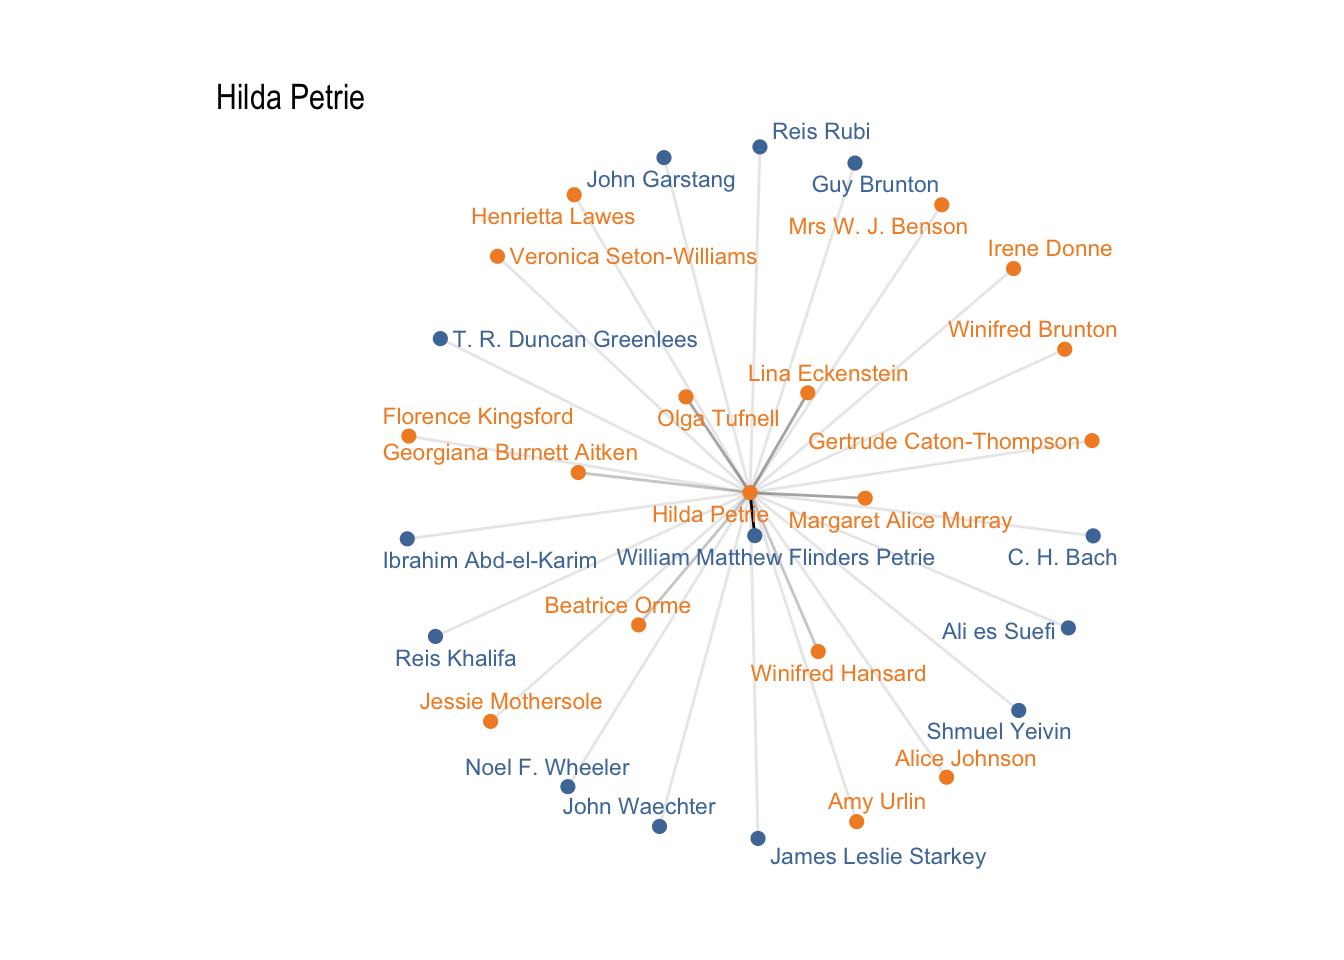 Hilda Petrie
Reis Rubi
John Garstang
Guy Brunton
Henrietta Lawes
Mrs W. J. Benson
Irene Donne
Veronica Seton-Williams
Winifred Brunton
T. R. Duncan Greenlees
Lina Eckenstein
Florence Kingsford
Olga Tufnell
Gertrude Caton-Thompson
Georgiana Burnett Aitken
Hilda Petrie
Margaret Alice Murray
Ibrahim Abd-el-Karim
William Matthew Flinders Petrie
C. H. Bach
Beatrice Orme
Ali es Suefi
Reis Khalifa
Winifred Hansard
Jessie Mothersole
Shmuel Yeivin
Alice Johnson
Noel F. Wheeler
Amy Urlin
John Waechter
James Leslie Starkey